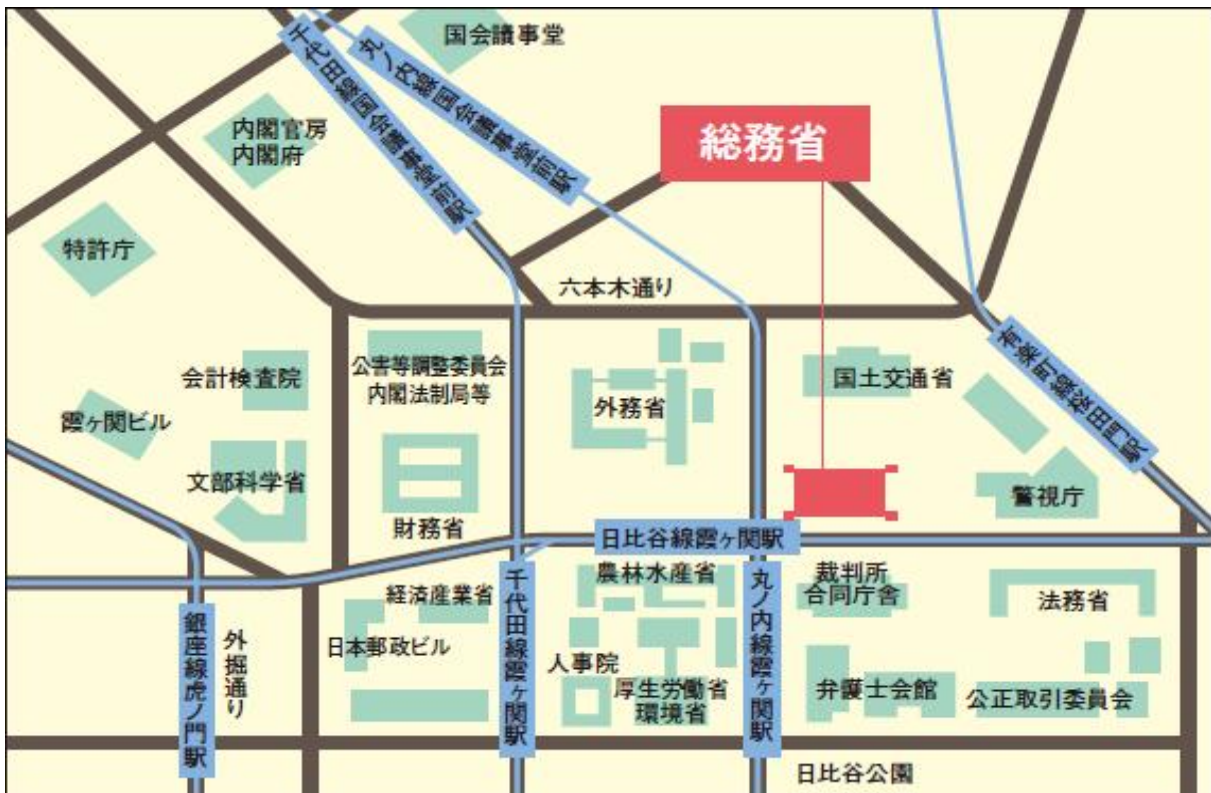 国会議事堂
千代田線国会議事堂前駅
丸ノ内線国会議事堂前駅
内閣官房
内閣府
総務省
特許庁
六本木通り
会計検査院
公害等調整委員会
内閣法制局等
外務省
国土交通省
有楽町線桜田門駅
霞ヶ関ビル
文部科学省
財務省
警視庁
日比谷線霞ヶ関駅
経済産業省
千代田線霞ヶ関駅
農林水産省
丸ノ内線霞ヶ関駅
裁判所
合同庁舎
法務省
銀座線虎ノ門駅
外堀通り
日本郵政ビル
人事院
厚生労働省
環境省
弁護士会館
公正取引委員会
日比谷公園